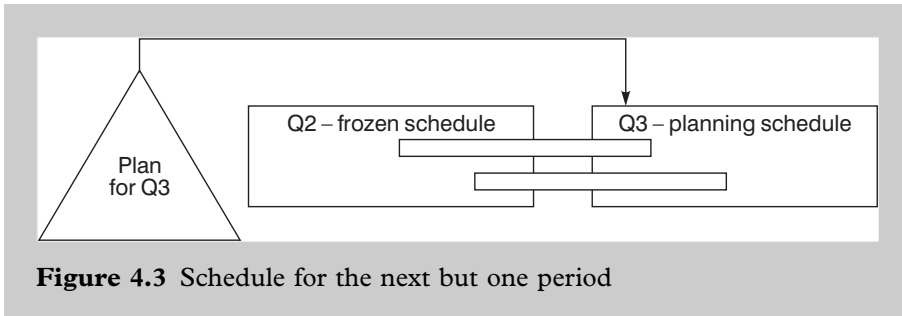 Q2 – frozen schedule
Q3 – planning schedule
Plan
for Q3
Figure 4.3 Schedule for the next but one period